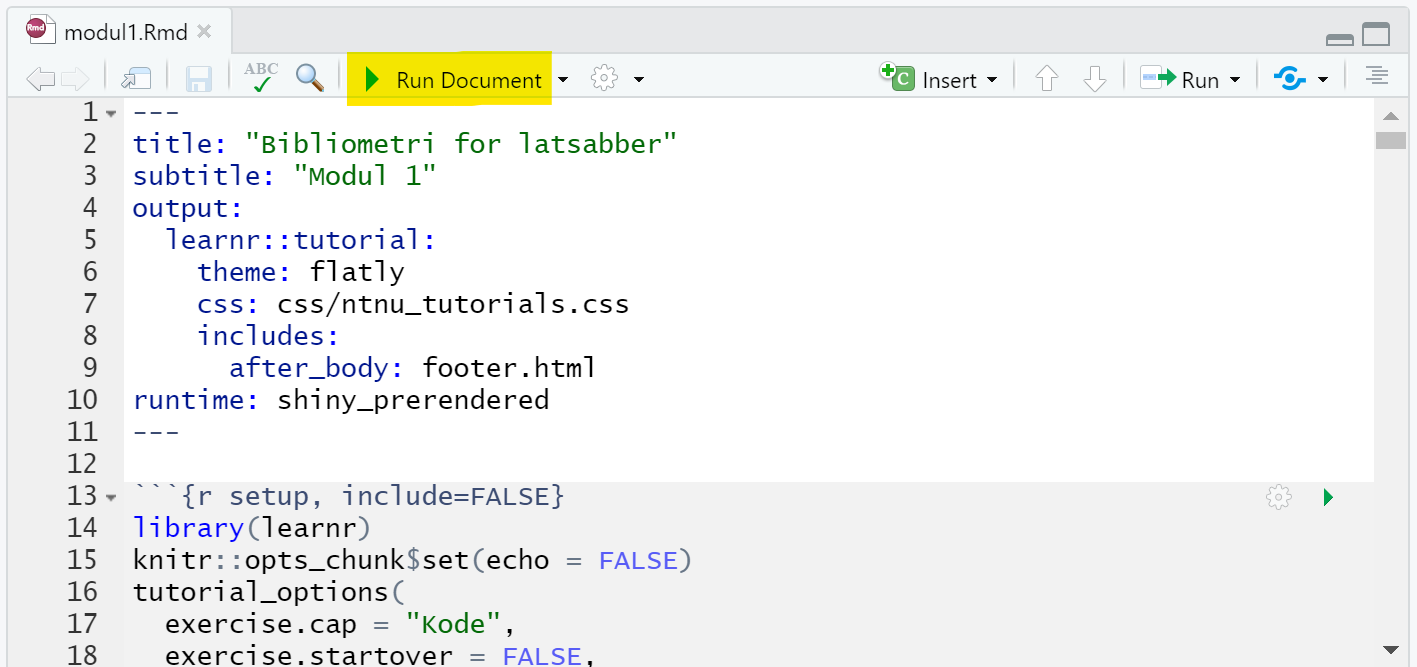 modul1.Rmd
ABC Run Document Insert Run
1 ---
2 title: "Bibliometri for latsabber"
3 subtitle: "Modul 1"
4 output:
5   learnr::tutorial:
6     theme: flatly
7     css: css/ntnu_tutorials.css
8     includes:
9       after_body: footer.html
10 runtime: shiny_prerendered
11 ---
12
13 ```{r setup, include=FALSE}
14 library(learnr)
15 knitr::opts_chunk$set(echo = FALSE)
16 tutorial_options(
17   exercise.cap = "Kode",
18   exercise.startover = FALSE,